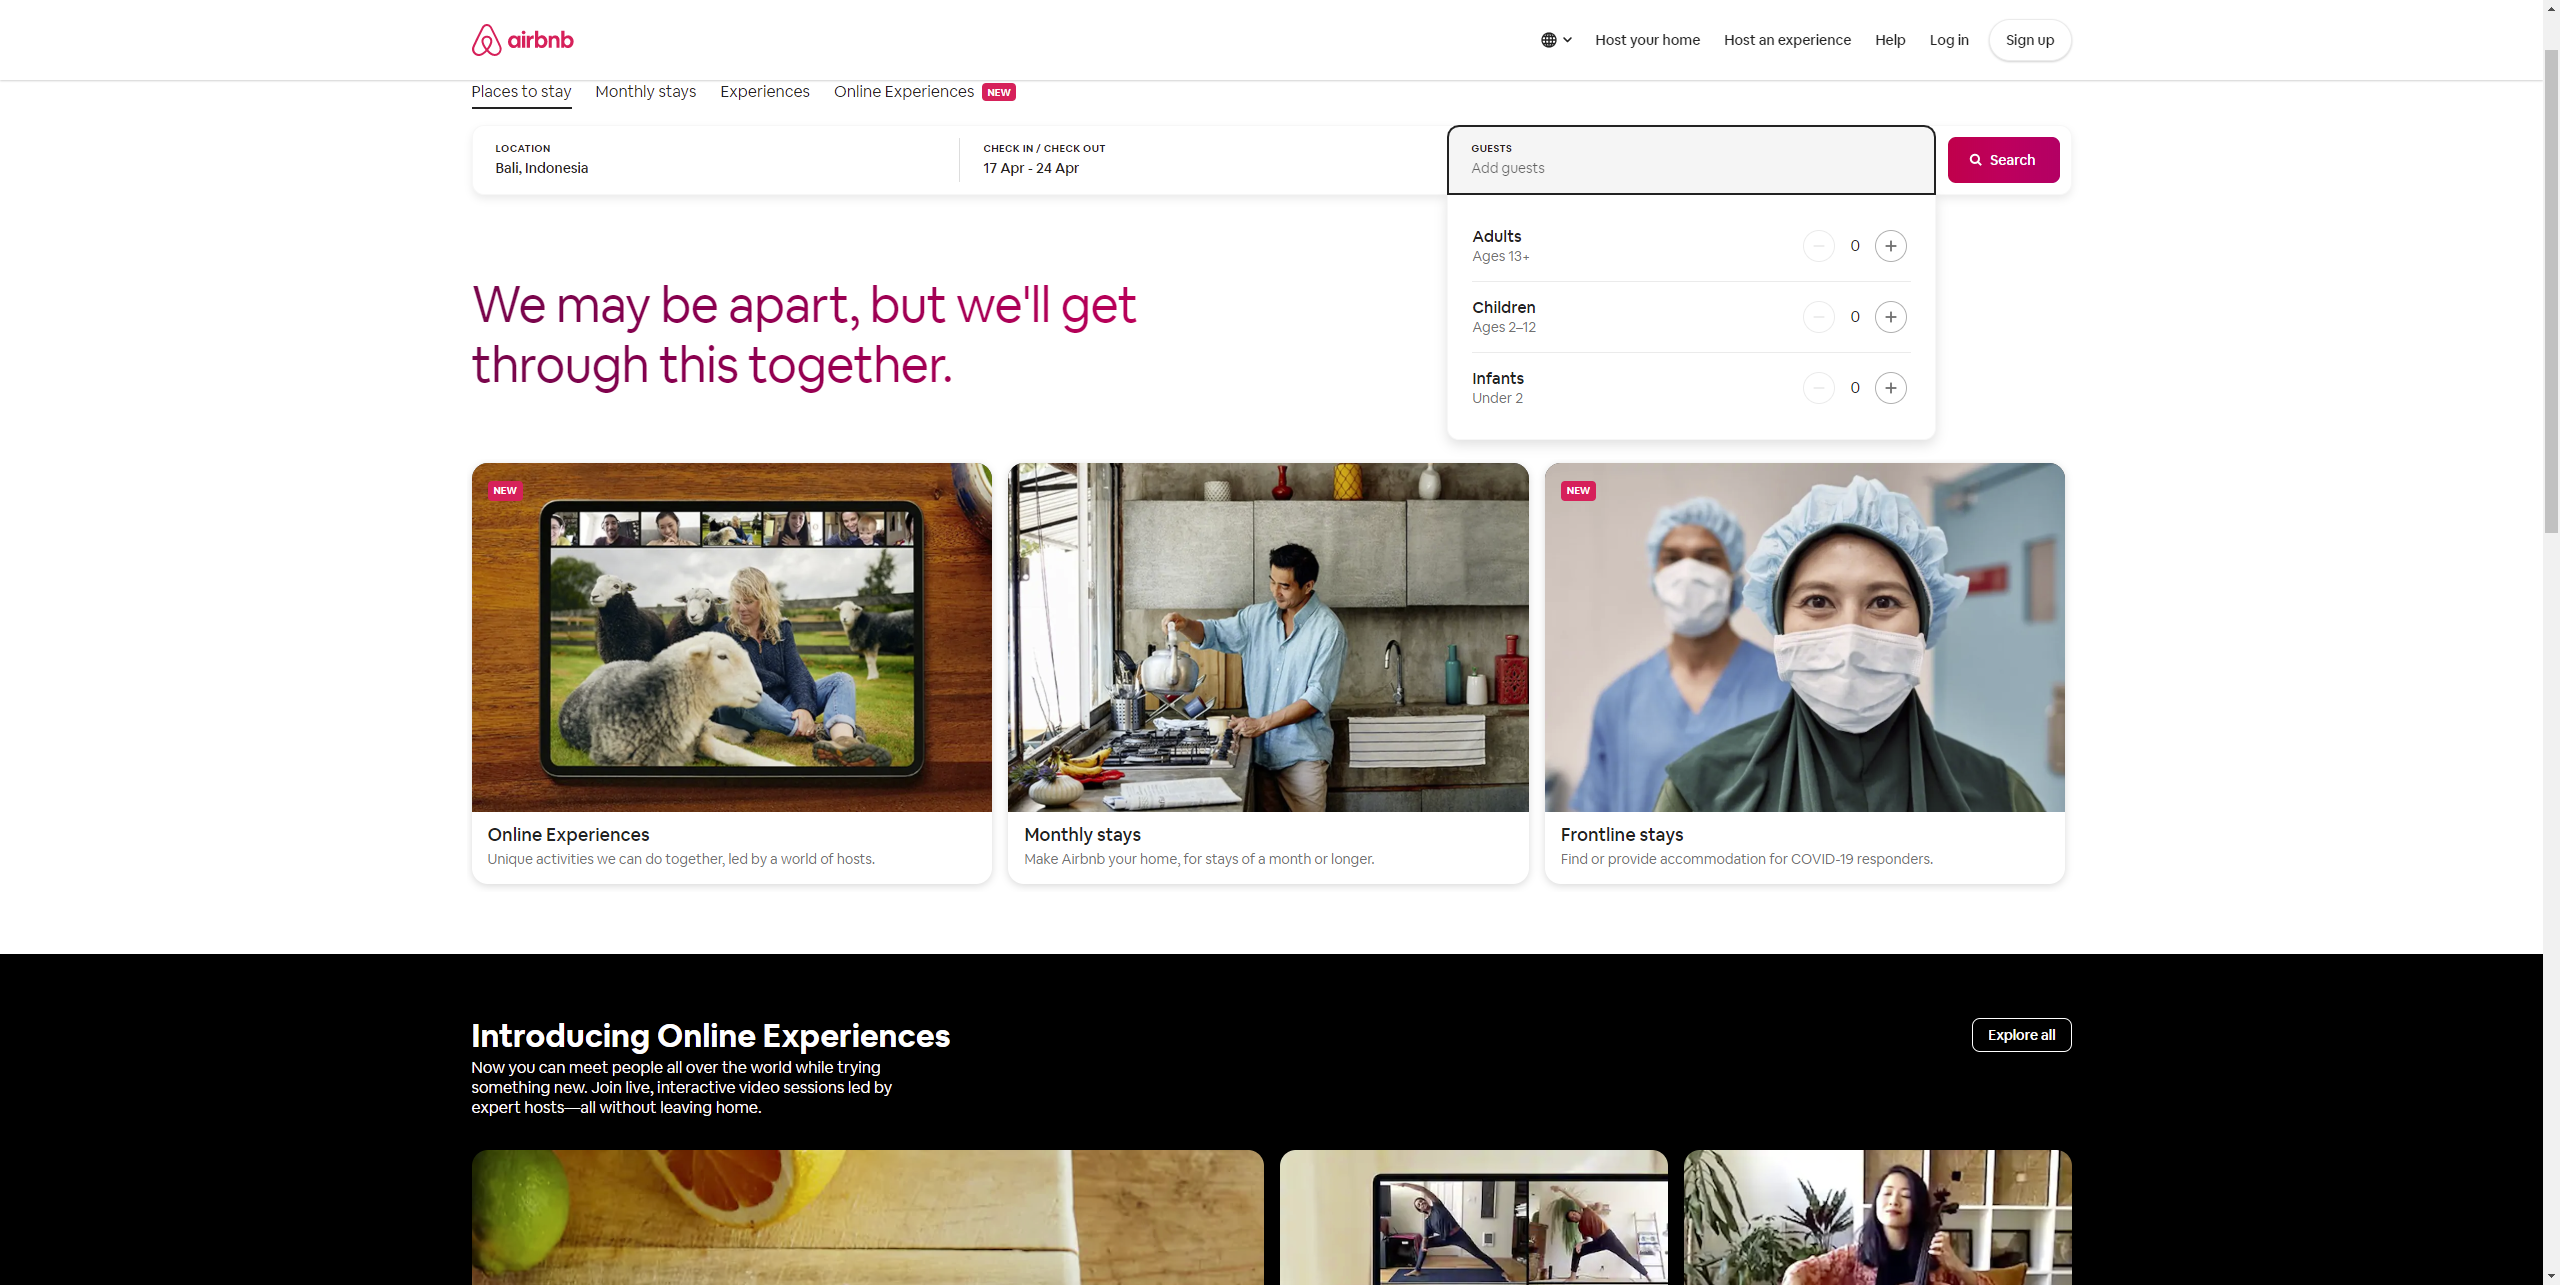 airbnb
Host your home
Host an experience
Help
Log in
Sign up
Places to stay
Monthly stays
Experiences
Online Experiences
NEW
LOCATION
Bali, Indonesia
CHECK IN / CHECK OUT
17 Apr - 24 Apr
GUESTS
Add guests
Search
Adults
Ages 13+
0
Children
Ages 2–12
0
Infants
Under 2
0
We may be apart, but we'll get
through this together.
NEW
Online Experiences
Unique activities we can do together, led by a world of hosts.
Monthly stays
Make Airbnb your home, for stays of a month or longer.
NEW
Frontline stays
Find or provide accommodation for COVID-19 responders.
Introducing Online Experiences
Now you can meet people all over the world while trying
something new. Join live, interactive video sessions led by
expert hosts—all without leaving home.
Explore all